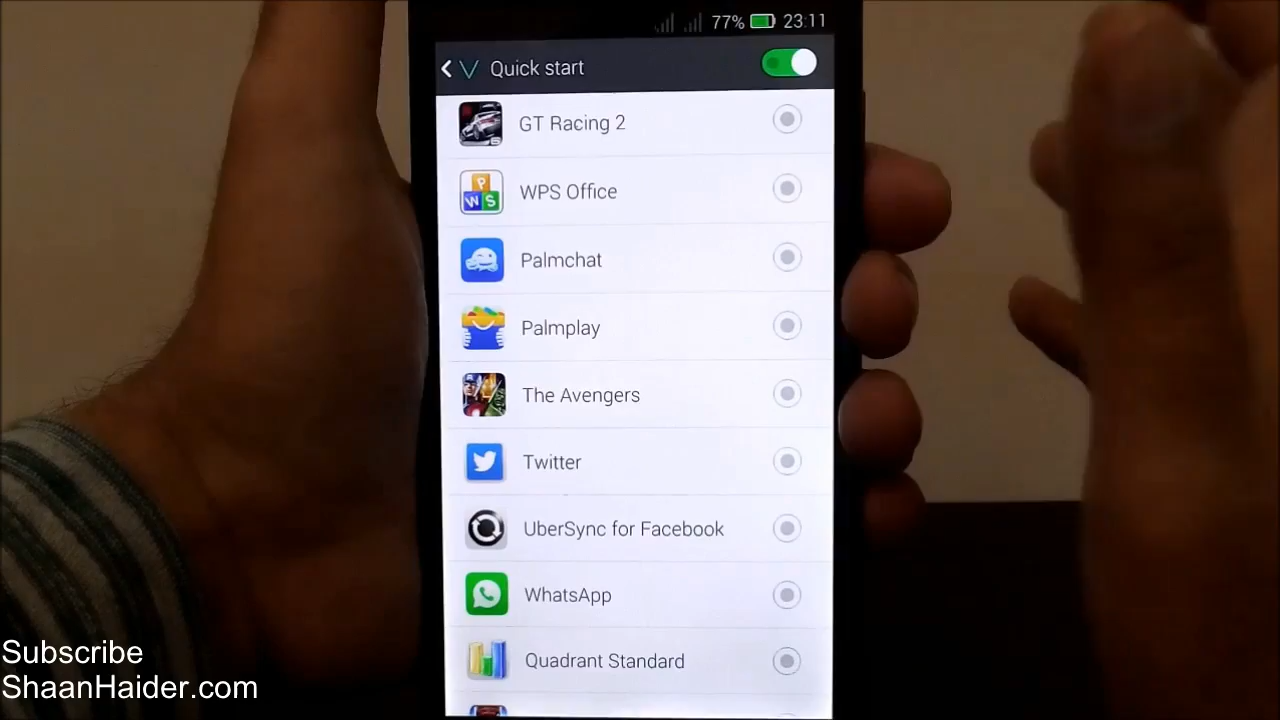 77% 23:11
Quick start
GT Racing 2
WPS Office
Palmchat
Palmplay
The Avengers
Twitter
UberSync for Facebook
WhatsApp
Quadrant Standard
Subscribe
ShaanHaider.com